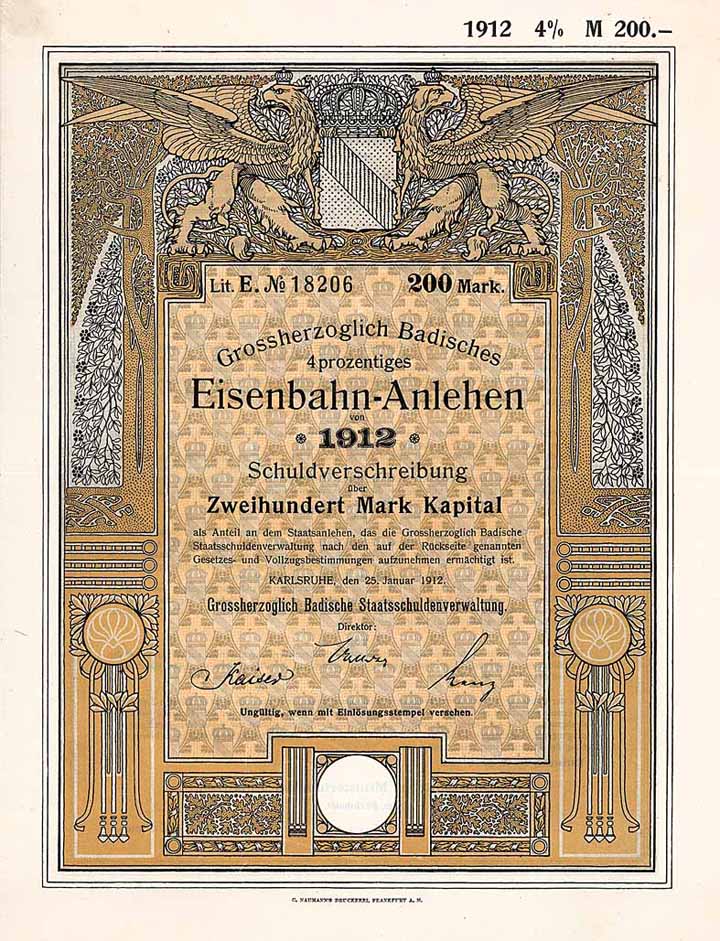 1912 4% M 200.–
Lit. E. № 18206 200 Mark.
Grossherzoglich Badisches
4 prozentiges
Eisenbahn-Anlehen
von
1912
Schuldverschreibung
über
Zweihundert Mark Kapital
als Anteil an dem Staatsanlehen, das die Grossherzoglich Badische
Staatsschuldenverwaltung nach den auf der Rückseite genannten
Gesetzes- und Vollzugsbestimmungen aufzunehmen ermächtigt ist.
KARLSRUHE, den 25. Januar 1912.
Grossherzoglich Badische Staatsschuldenverwaltung.
Direktor:
Kaiser
Ungültig, wenn mit Einlösungsstempel versehen.
C. NAUMANN'S DRUCKEREI, FRANKFURT A. M.